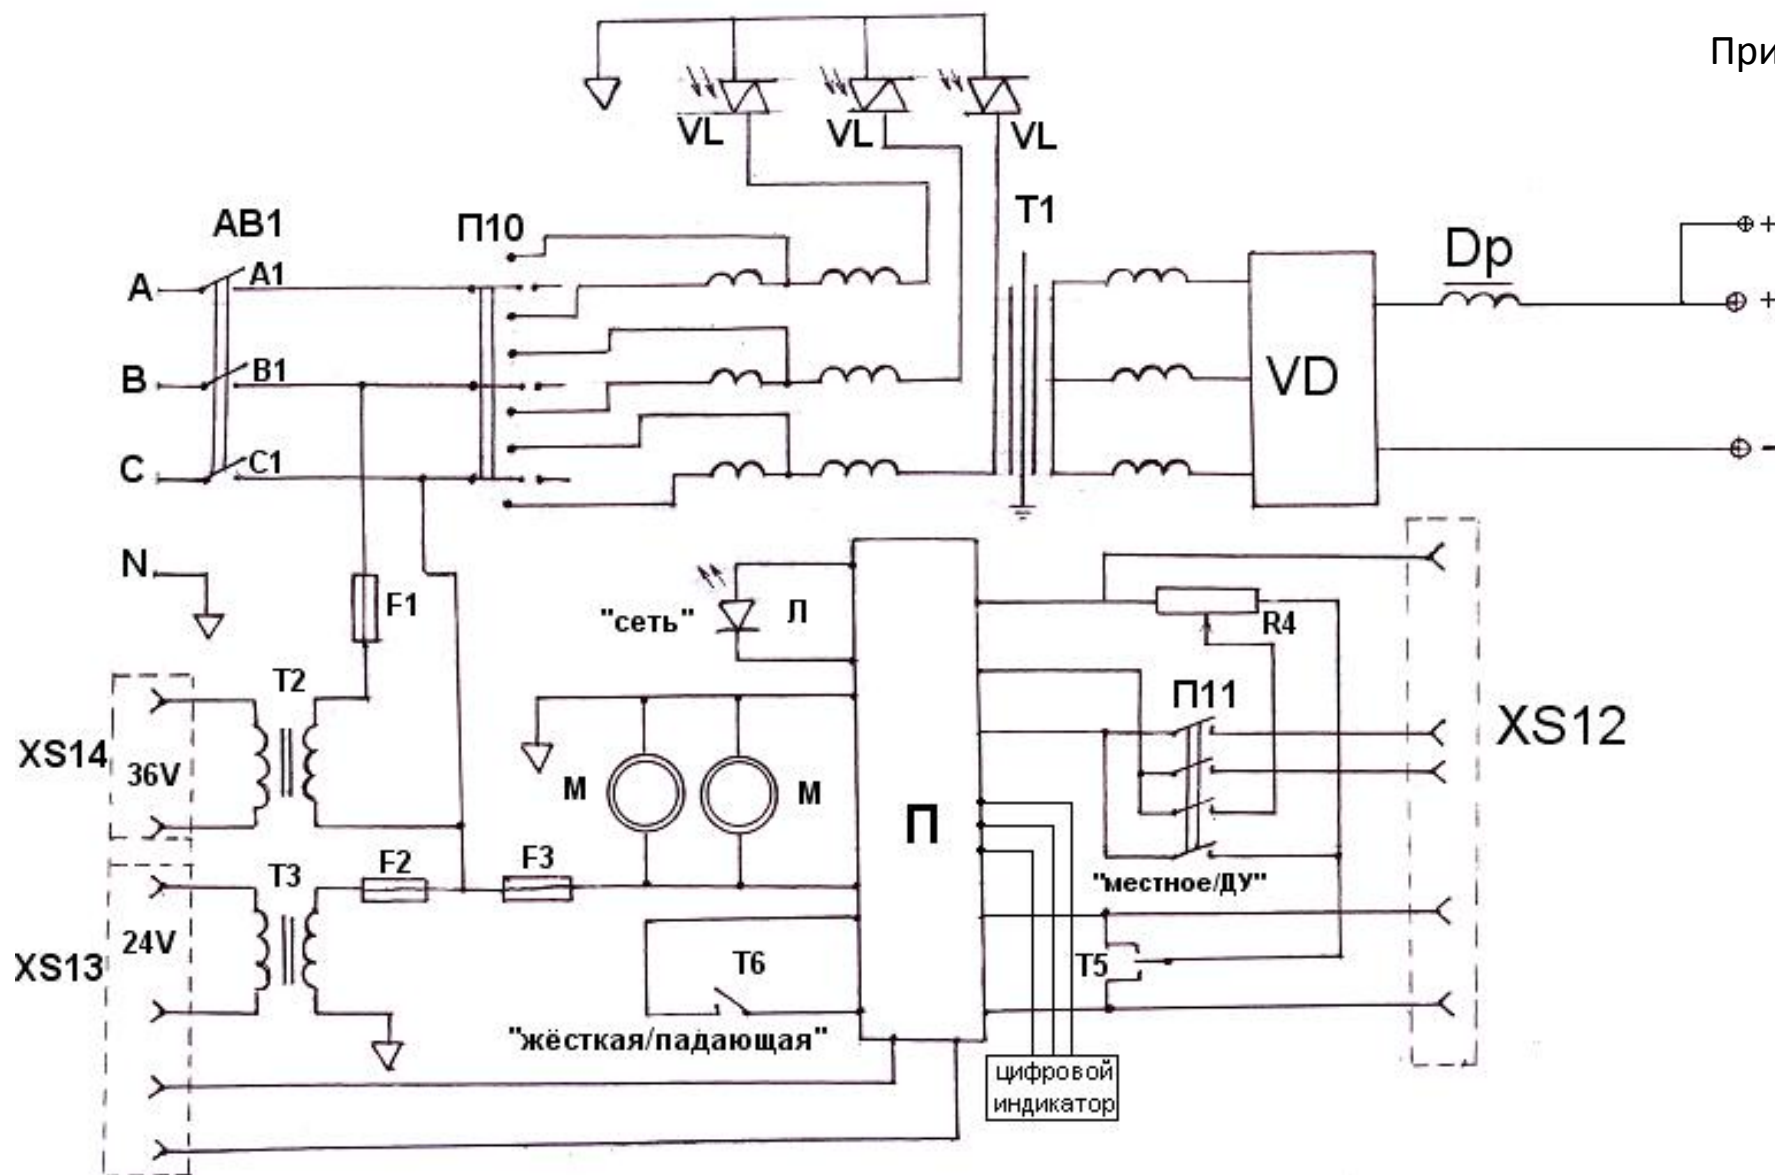 При
VL
VL
VL
T1
АВ1
П10
Dp
+
A
A1
+
B
B1
VD
C
C1
–
N
F1
"сеть"
Л
R4
T2
П11
XS14
36V
XS12
М
М
П
F2
F3
T3
"местное/ДУ"
24V
XS13
T6
T5
"жёсткая/падающая"
цифровой
индикатор